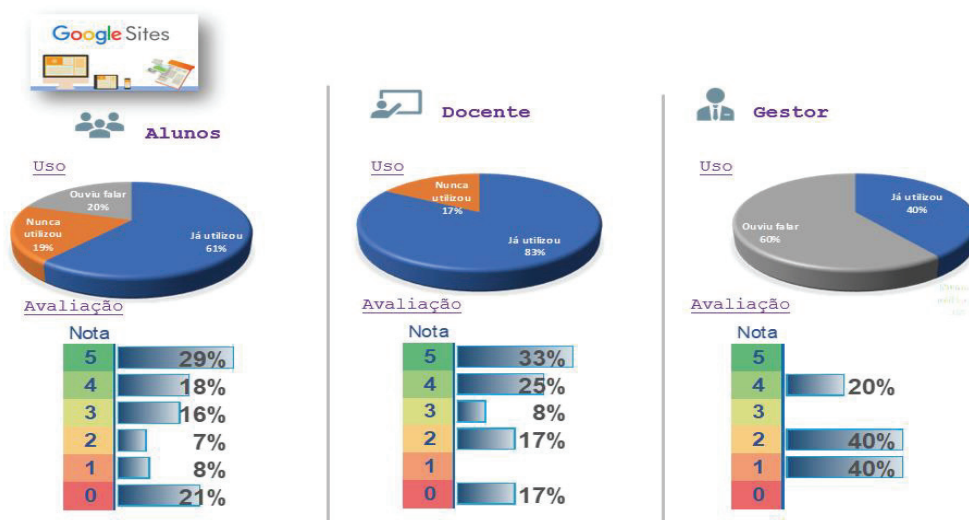 Google Sites
Alunos
Uso
Ouviu falar
20%
Nunca
utilizou
19%
Já utilizou
61%
Avaliação
Nota
5 29%
4 18%
3 16%
2 7%
1 8%
0 21%
Docente
Uso
Nunca
utilizou
17%
Já utilizou
83%
Avaliação
Nota
5 33%
4 25%
3 8%
2 17%
1
0 17%
Gestor
Uso
Já utilizou
40%
Ouviu falar
60%
Avaliação
Nota
5
4 20%
3
2 40%
1 40%
0